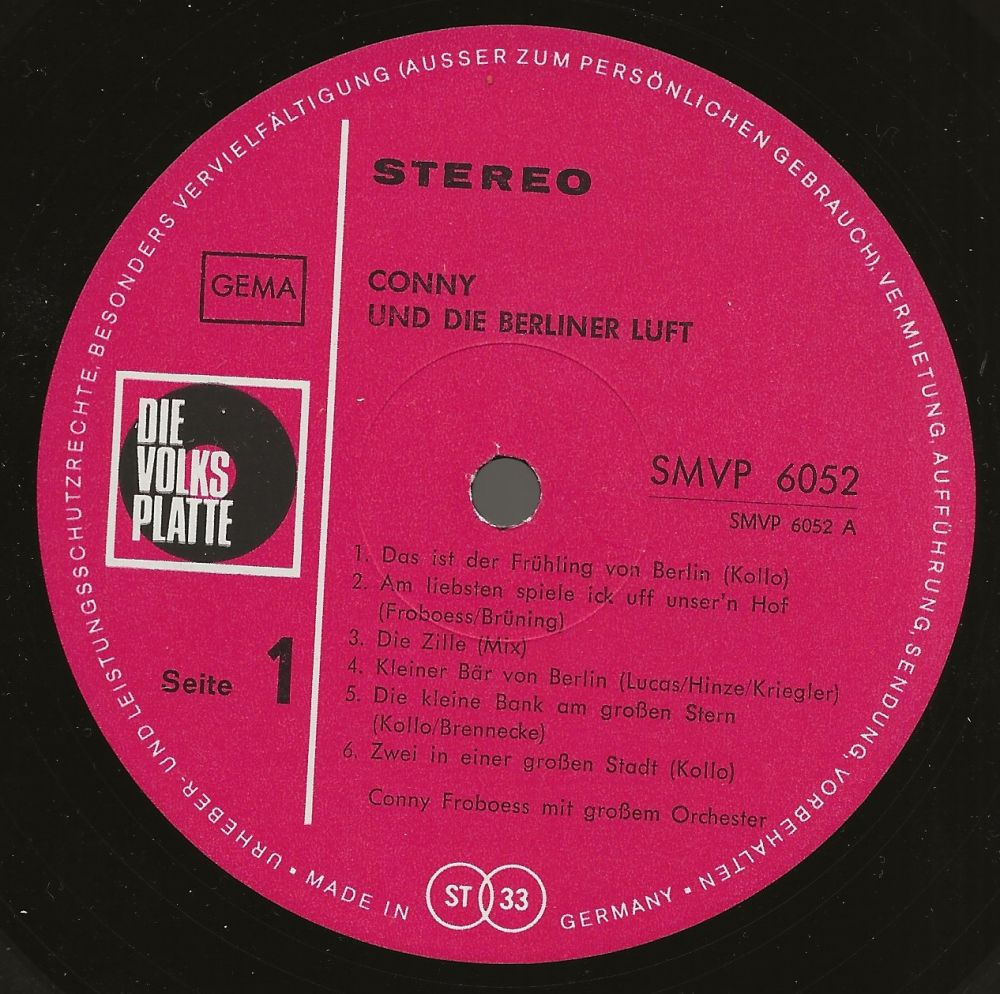 URHEBER- UND LEISTUNGSSCHUTZRECHTE, BESONDERS VERVIELFÄLTIGUNG (AUSSER ZUM PERSÖNLICHEN GEBRAUCH), VERMIETUNG, AUFFÜHRUNG, SENDUNG, VORBEHALTEN
STEREO
GEMA
CONNY
UND DIE BERLINER LUFT
DIE
VOLKS
PLATTE
SMVP 6052
SMVP 6052 A
1. Das ist der Frühling von Berlin (Kollo)
2. Am liebsten spiele ick uff unser'n Hof
(Froboess/Brüning)
3. Die Zille (Mix)
4. Kleiner Bär von Berlin (Lucas/Hinze/Kriegler)
5. Die kleine Bank am großen Stern
(Kollo/Brennecke)
6. Zwei in einer großen Stadt (Kollo)
Seite 1
Conny Froboess mit großem Orchester
▪ MADE IN ST 33 GERMANY ▪